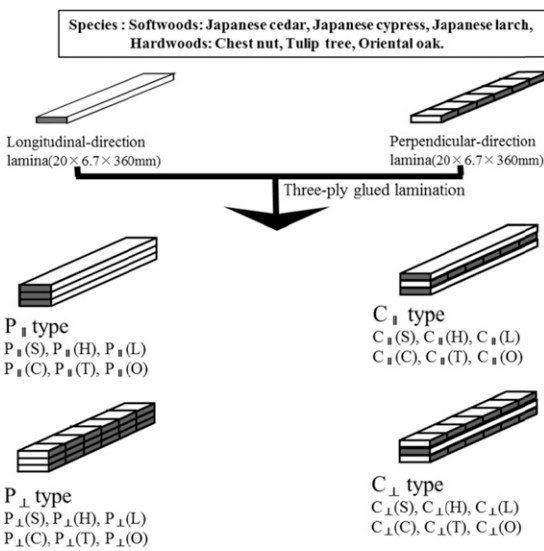 Species : Softwoods: Japanese cedar, Japanese cypress, Japanese larch,
Hardwoods: Chest nut, Tulip tree, Oriental oak.
Longitudinal-direction
lamina(20×6.7×360mm)
Perpendicular-direction
lamina(20×6.7×360mm)
Three-ply glued lamination
P∥ type
P∥(S), P∥(H), P∥(L)
P∥(C), P∥(T), P∥(O)
C∥ type
C∥(S), C∥(H), C∥(L)
C∥(C), C∥(T), C∥(O)
P⊥ type
P⊥(S), P⊥(H), P⊥(L)
P⊥(C), P⊥(T), P⊥(O)
C⊥ type
C⊥(S), C⊥(H), C⊥(L)
C⊥(C), C⊥(T), C⊥(O)